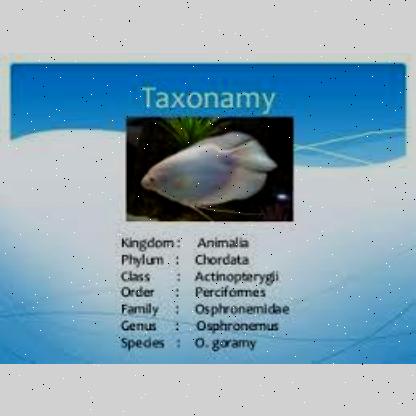 Taxonamy
Kingdom : Animalia
Phylum : Chordata
Class : Actinopterygii
Order : Perciformes
Family : Osphronemidae
Genus : Osphronemus
Species : O. goramy